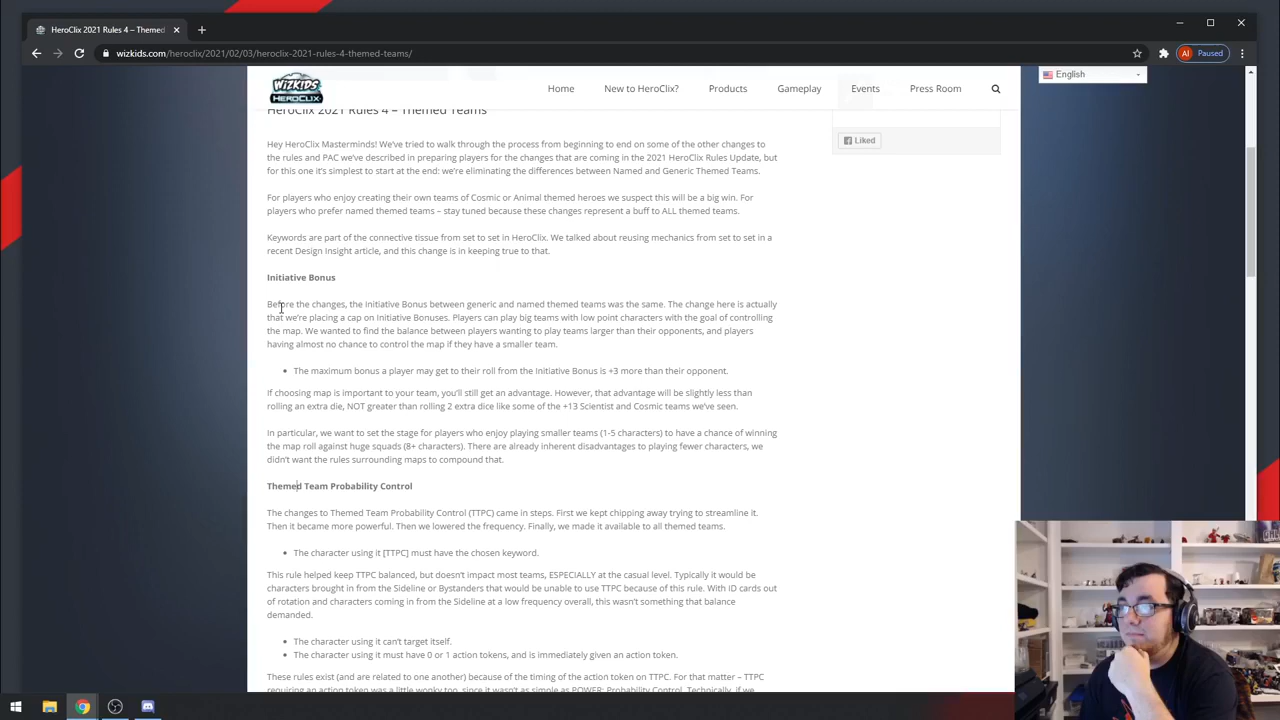 HeroClix 2021 Rules 4 – Themed
wizkids.com/heroclix/2021/02/03/heroclix-2021-rules-4-themed-teams/
AI Paused
WIZKIDS
HEROCLIX
Home New to HeroClix? Products Gameplay Events Press Room
English
HeroClix 2021 Rules 4 – Themed Teams
Liked
Hey HeroClix Masterminds! We've tried to walk through the process from beginning to end on some of the other changes to
the rules and PAC we've described in preparing players for the changes that are coming in the 2021 HeroClix Rules Update, but
for this one it's simplest to start at the end: we're eliminating the differences between Named and Generic Themed Teams.
For players who enjoy creating their own teams of Cosmic or Animal themed heroes we suspect this will be a big win. For
players who prefer named themed teams – stay tuned because these changes represent a buff to ALL themed teams.
Keywords are part of the connective tissue from set to set in HeroClix. We talked about reusing mechanics from set to set in a
recent Design Insight article, and this change is in keeping true to that.
Initiative Bonus
Before the changes, the Initiative Bonus between generic and named themed teams was the same. The change here is actually
that we're placing a cap on Initiative Bonuses. Players can play big teams with low point characters with the goal of controlling
the map. We wanted to find the balance between players wanting to play teams larger than their opponents, and players
having almost no chance to control the map if they have a smaller team.
• The maximum bonus a player may get to their roll from the Initiative Bonus is +3 more than their opponent.
If choosing map is important to your team, you'll still get an advantage. However, that advantage will be slightly less than
rolling an extra die, NOT greater than rolling 2 extra dice like some of the +13 Scientist and Cosmic teams we've seen.
In particular, we want to set the stage for players who enjoy playing smaller teams (1-5 characters) to have a chance of winning
the map roll against huge squads (8+ characters). There are already inherent disadvantages to playing fewer characters, we
didn't want the rules surrounding maps to compound that.
Themed Team Probability Control
The changes to Themed Team Probability Control (TTPC) came in steps. First we kept chipping away trying to streamline it.
Then it became more powerful. Then we lowered the frequency. Finally, we made it available to all themed teams.
• The character using it [TTPC] must have the chosen keyword.
This rule helped keep TTPC balanced, but doesn't impact most teams, ESPECIALLY at the casual level. Typically it would be
characters brought in from the Sideline or Bystanders that would be unable to use TTPC because of this rule. With ID cards out
of rotation and characters coming in from the Sideline at a low frequency overall, this wasn't something that balance
demanded.
• The character using it can't target itself.
• The character using it must have 0 or 1 action tokens, and is immediately given an action token.
These rules exist (and are related to one another) because of the timing of the action token on TTPC. For that matter – TTPC
requiring an action token was a little wonky too, since it wasn't as simple as POWER: Probability Control. Technically, if we